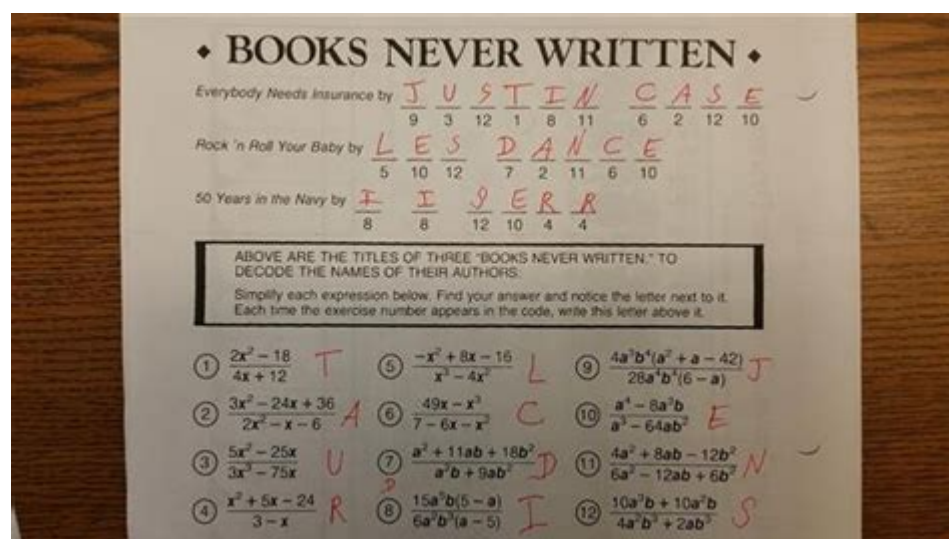 ◆ BOOKS NEVER WRITTEN ◆
Everybody Needs Insurance by J U S T I N C A S E
9 3 12 1 8 11 6 2 12 10
Rock 'n Roll Your Baby by L E S D A N C E
5 10 12 7 2 11 6 10
50 Years in the Navy by I I S E R R
8 8 12 10 4 4
ABOVE ARE THE TITLES OF THREE "BOOKS NEVER WRITTEN." TO
DECODE THE NAMES OF THEIR AUTHORS:
Simplify each expression below. Find your answer and notice the letter next to it.
Each time the exercise number appears in the code, write this letter above it.
① (2x² − 18)/(4x + 12) T ⑤ (−x² + 8x − 16)/(x³ − 4x²) L ⑨ 4a³b⁴(a² + a − 42)/28a⁴b⁴(6 − a) J
② (3x² − 24x + 36)/(2x² − x − 6) A ⑥ (49x − x³)/(7 − 6x − x²) C ⑩ (a⁴ − 8a³b)/(a³ − 64ab²) E
③ (5x² − 25x)/(3x³ − 75x) U ⑦ (a² + 11ab + 18b²)/(a²b + 9ab²) D ⑪ (4a² + 8ab − 12b²)/(6a² − 12ab + 6b²) N
④ (x² + 5x − 24)/(3 − x) R ⑧ 15a⁵b(5 − a)/6a²b³(a − 5) I ⑫ (10a³b + 10a²b)/(4a²b³ + 2ab³) S